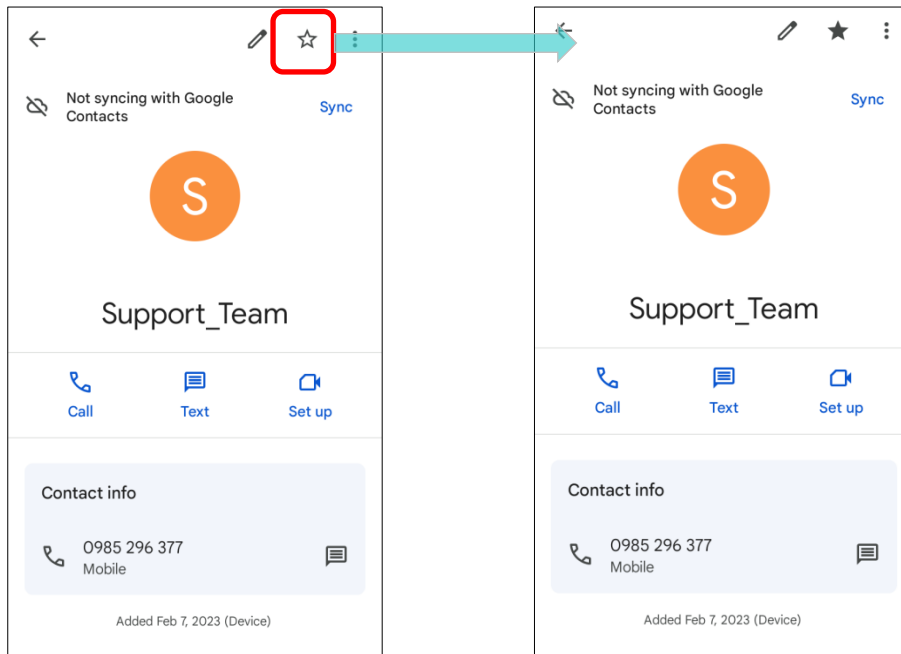 Not syncing with Google
Contacts
Sync
S
Support_Team
Call
Text
Set up
Contact info
0985 296 377
Mobile
Added Feb 7, 2023 (Device)
Not syncing with Google
Contacts
Sync
S
Support_Team
Call
Text
Set up
Contact info
0985 296 377
Mobile
Added Feb 7, 2023 (Device)